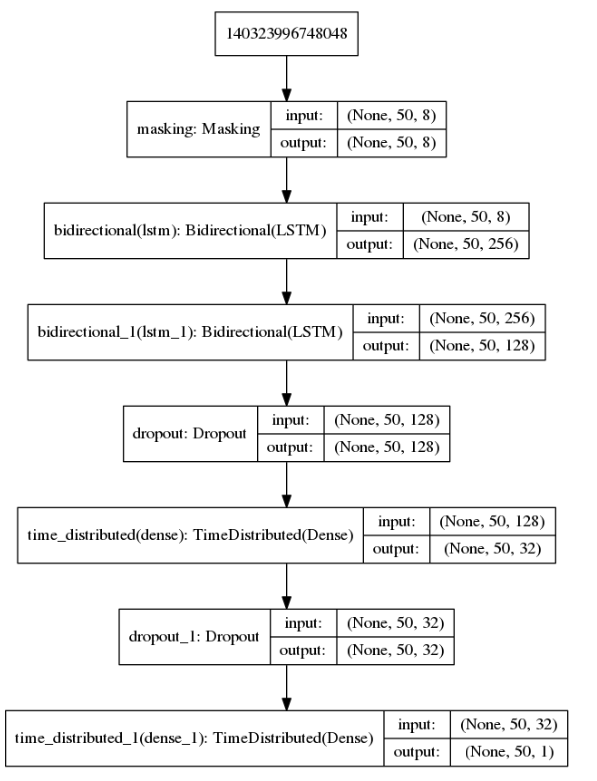 140323996748048
masking: Masking
input: (None, 50, 8)
output: (None, 50, 8)
bidirectional(lstm): Bidirectional(LSTM)
input: (None, 50, 8)
output: (None, 50, 256)
bidirectional_1(lstm_1): Bidirectional(LSTM)
input: (None, 50, 256)
output: (None, 50, 128)
dropout: Dropout
input: (None, 50, 128)
output: (None, 50, 128)
time_distributed(dense): TimeDistributed(Dense)
input: (None, 50, 128)
output: (None, 50, 32)
dropout_1: Dropout
input: (None, 50, 32)
output: (None, 50, 32)
time_distributed_1(dense_1): TimeDistributed(Dense)
input: (None, 50, 32)
output: (None, 50, 1)